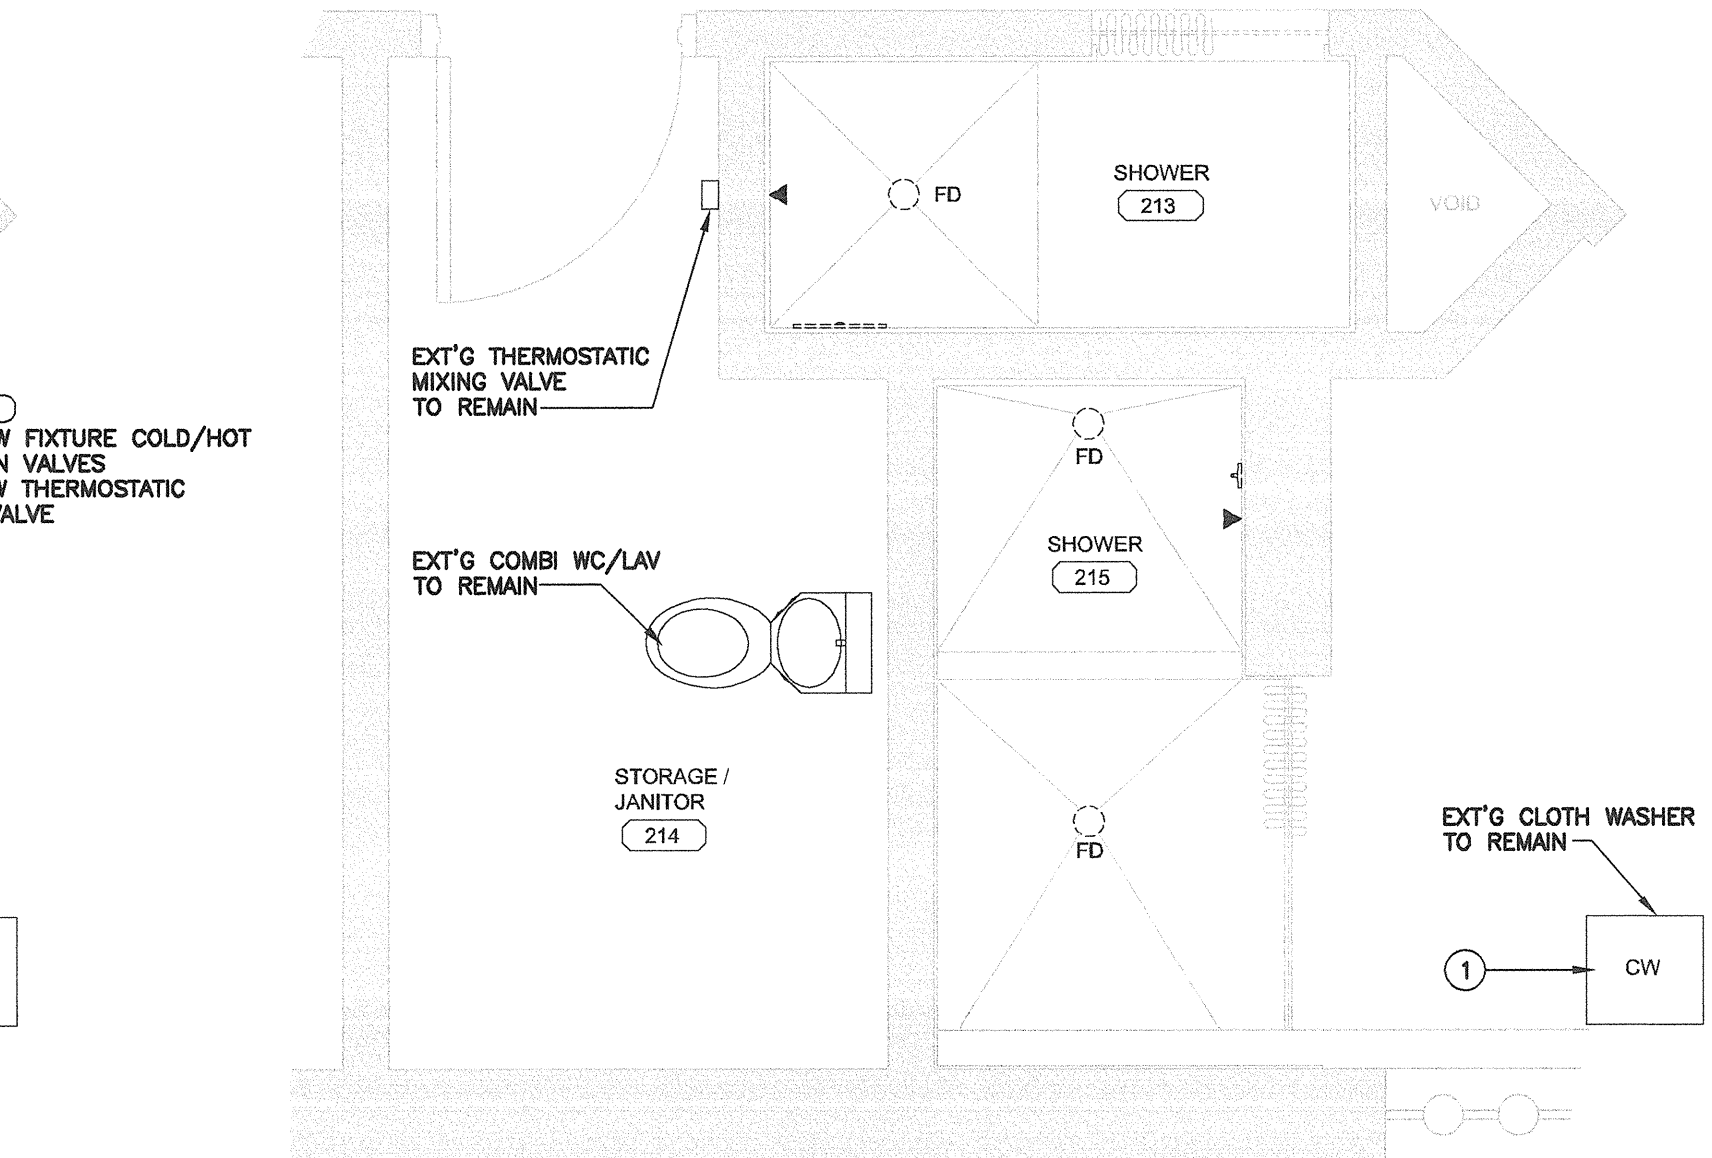 SHOWER
213
FD
VOID
EXT'G THERMOSTATIC
MIXING VALVE
TO REMAIN
FIXTURE COLD/HOT
VALVES
THERMOSTATIC
FD
SHOWER
215
EXT'G COMBI WC/LAV
TO REMAIN
STORAGE /
JANITOR
214
FD
EXT'G CLOTH WASHER
TO REMAIN
1
CW